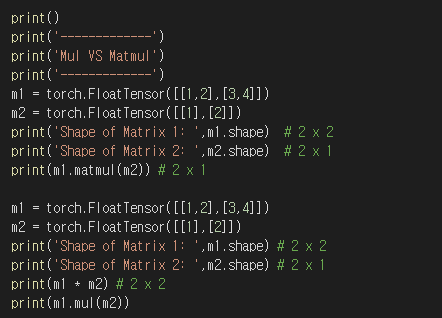 print()
print('-------------')
print('Mul VS Matmul')
print('-------------')
m1 = torch.FloatTensor([[1,2],[3,4]])
m2 = torch.FloatTensor([[1],[2]])
print('Shape of Matrix 1: ',m1.shape)  # 2 x 2
print('Shape of Matrix 2: ',m2.shape)  # 2 x 1
print(m1.matmul(m2)) # 2 x 1

m1 = torch.FloatTensor([[1,2],[3,4]])
m2 = torch.FloatTensor([[1],[2]])
print('Shape of Matrix 1: ',m1.shape) # 2 x 2
print('Shape of Matrix 2: ',m2.shape) # 2 x 1
print(m1 * m2) # 2 x 2
print(m1.mul(m2))